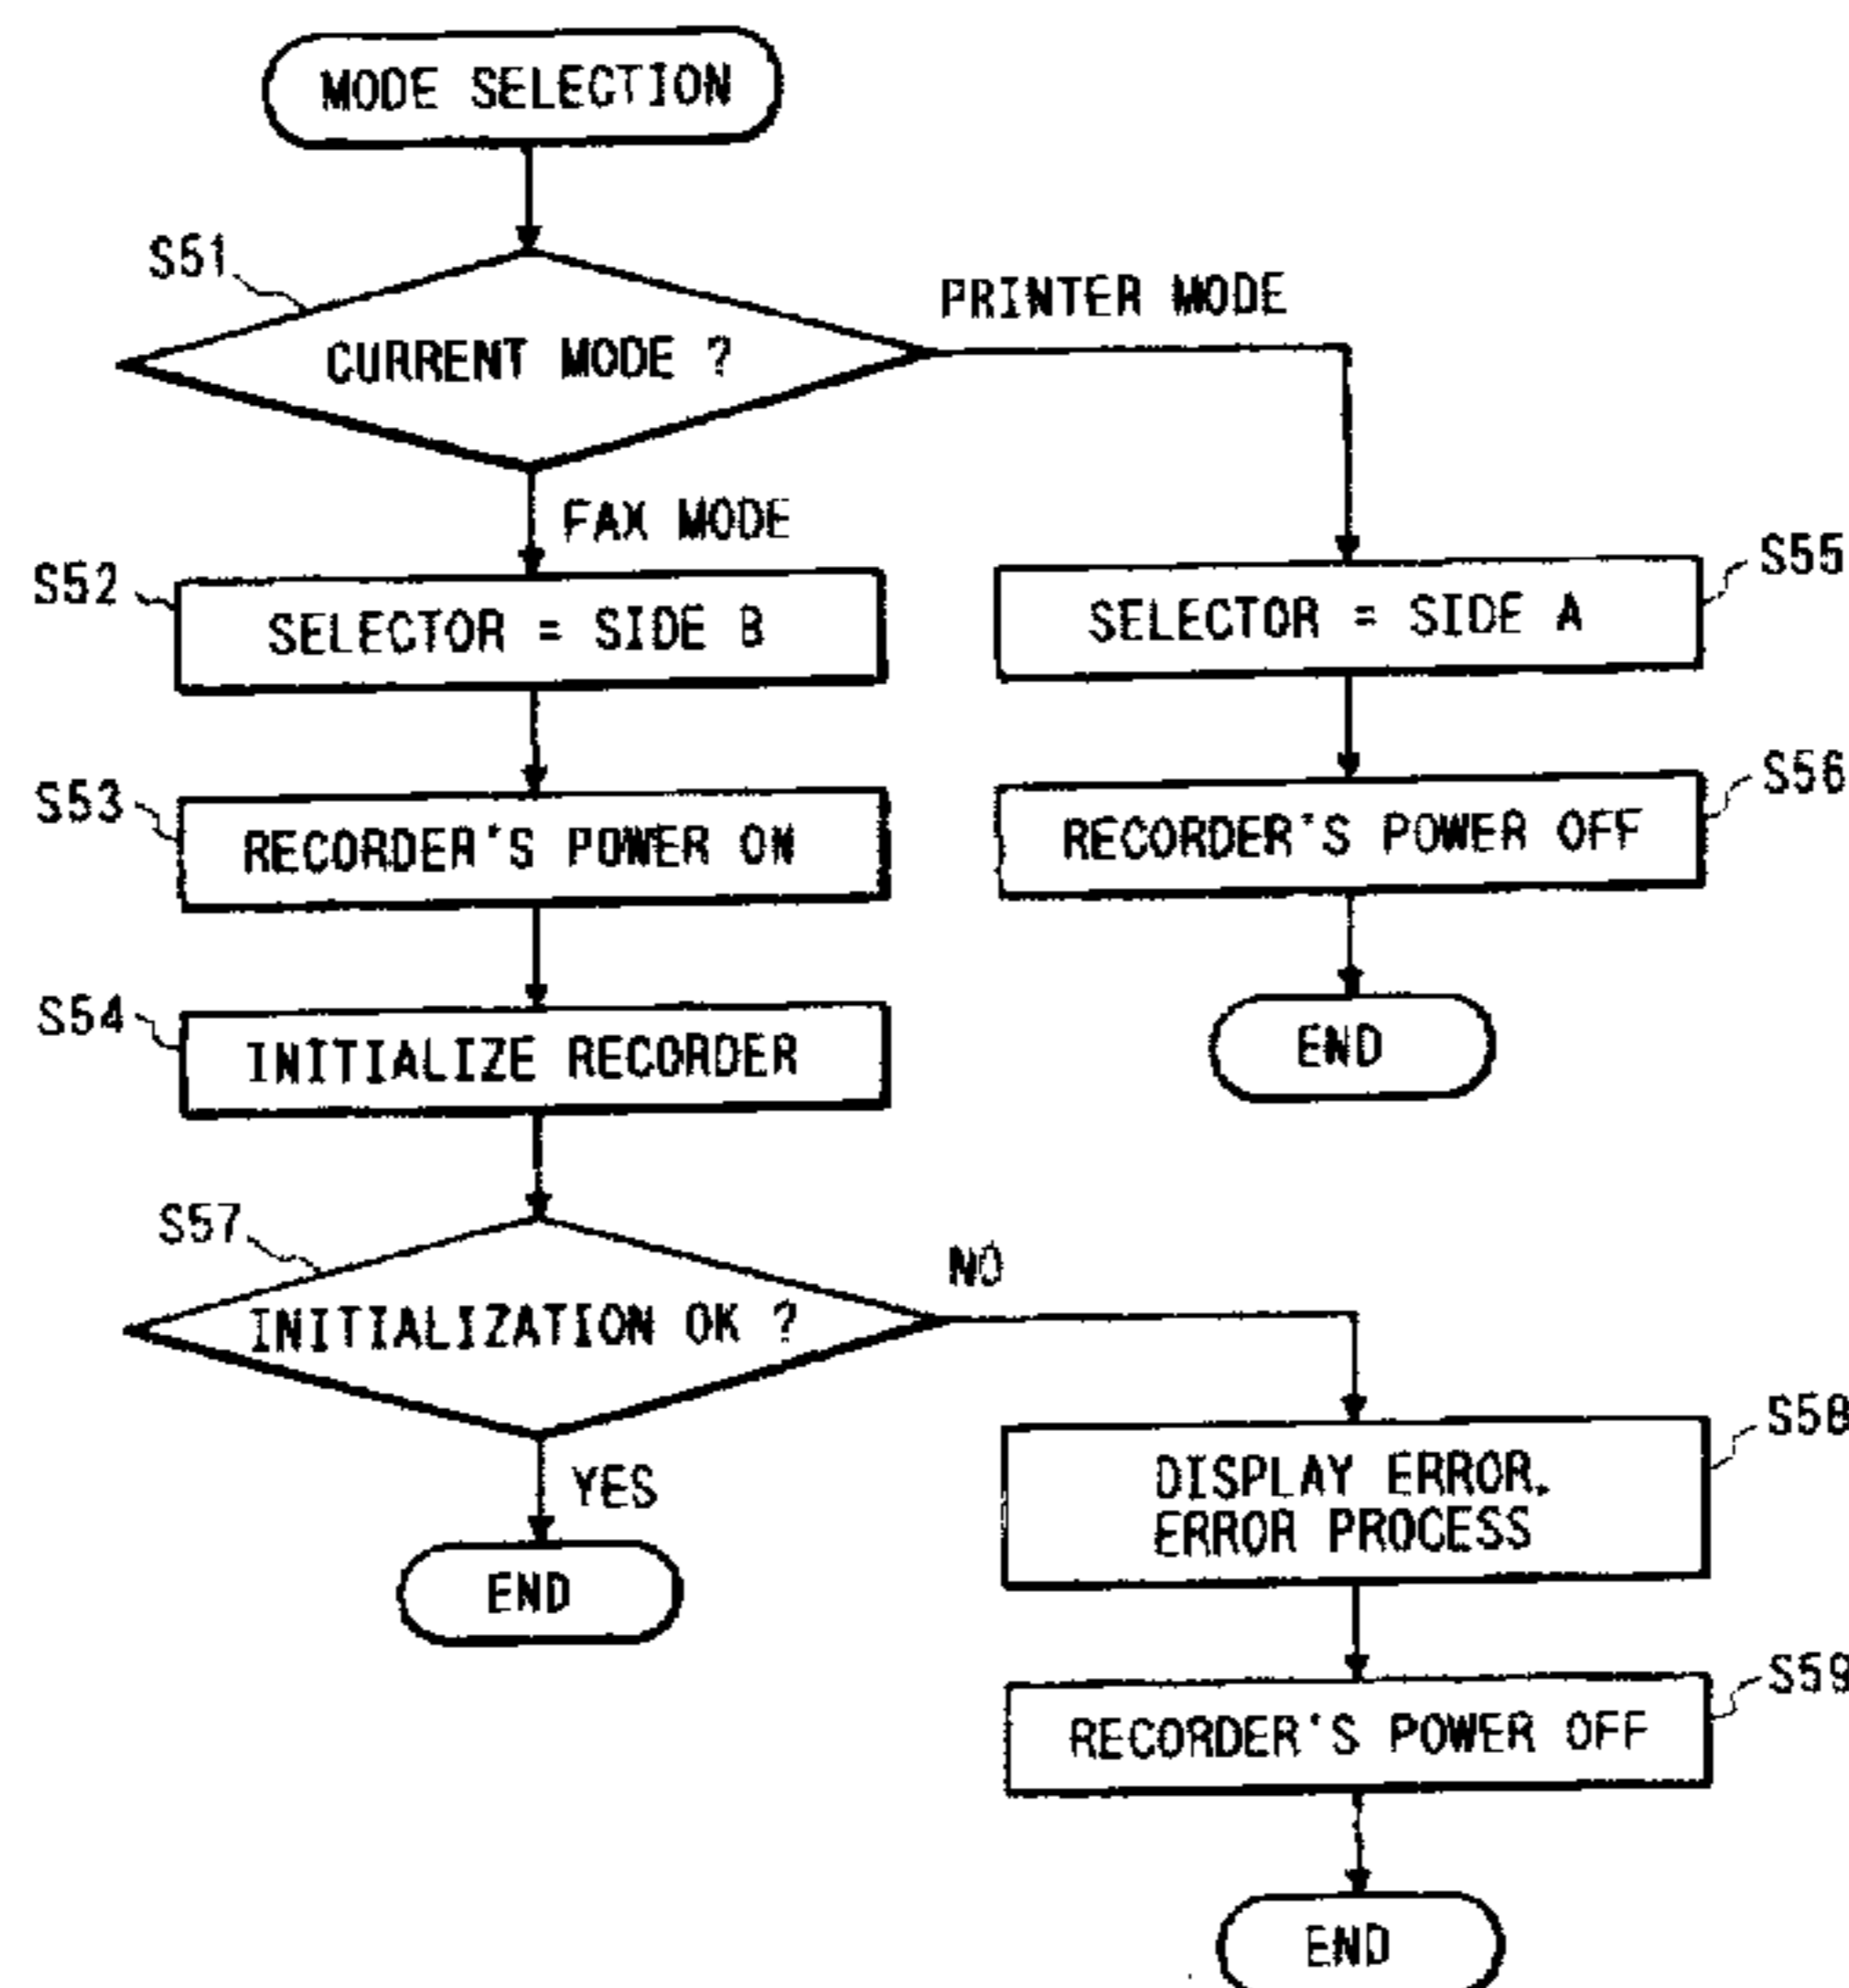 MODE SELECTION
S51
CURRENT MODE ?
PRINTER MODE
FAX MODE
S52
SELECTOR = SIDE B
S55
SELECTOR = SIDE A
S53
RECORDER'S POWER ON
S56
RECORDER'S POWER OFF
S54
INITIALIZE RECORDER
END
S57
INITIALIZATION OK ?
NO
YES
END
S58
DISPLAY ERROR.
ERROR PROCESS
S59
RECORDER'S POWER OFF
END